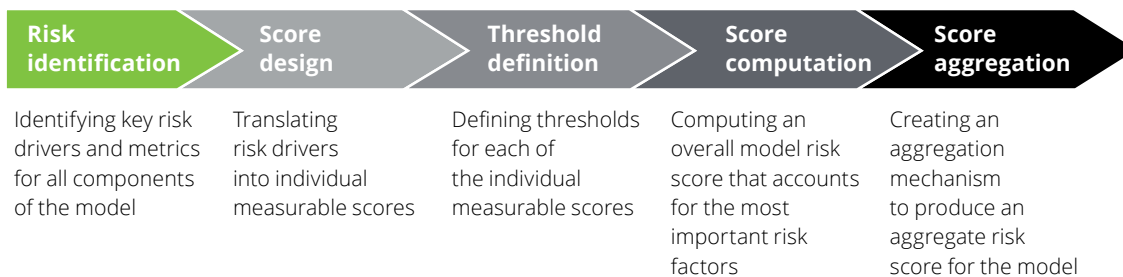 Risk
identification
Score
design
Threshold
definition
Score
computation
Score
aggregation
Identifying key risk
drivers and metrics
for all components
of the model
Translating
risk drivers
into individual
measurable scores
Defining thresholds
for each of
the individual
measurable scores
Computing an
overall model risk
score that accounts
for the most
important risk
factors
Creating an
aggregation
mechanism
to produce an
aggregate risk
score for the model